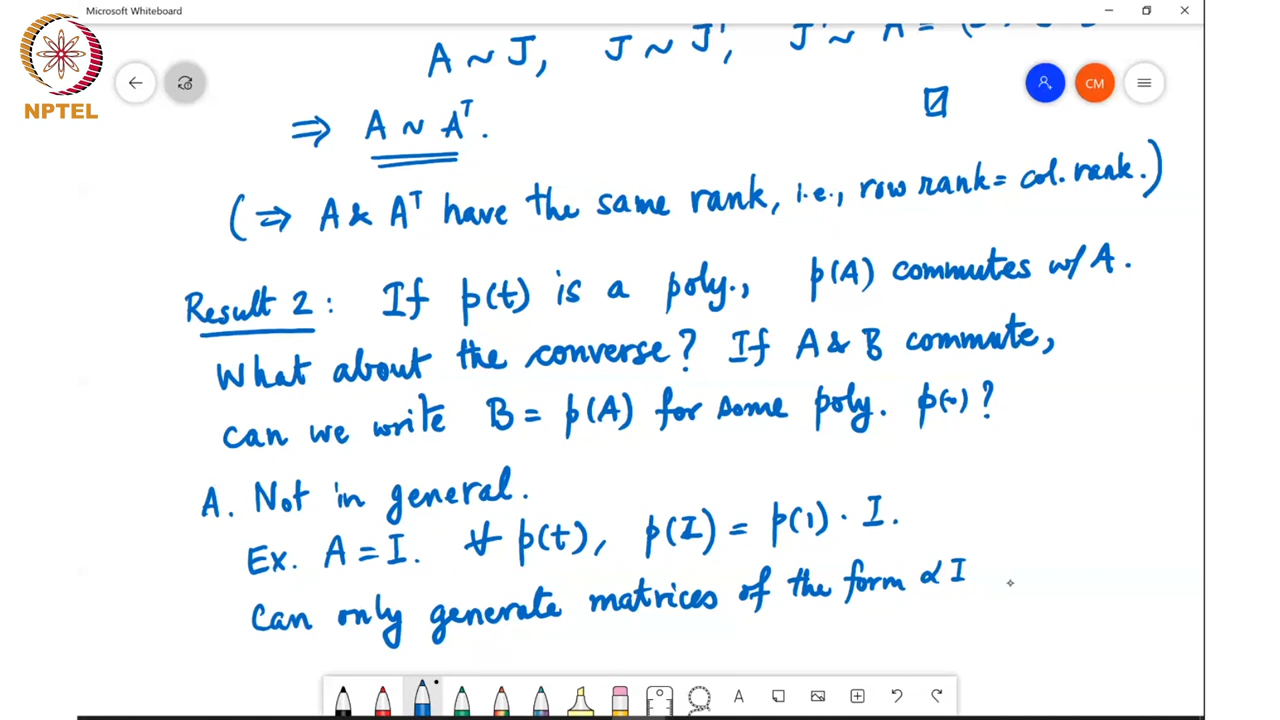 Microsoft Whiteboard
NPTEL
CM
A ~ J, J ~ J', J' ~ A = (
⇒ A ~ Aᵀ.
(⇒ A & Aᵀ have the same rank, i.e., row rank = col. rank.)
Result 2: If p(t) is a poly., p(A) commutes w/ A.
What about the converse? If A & B commute,
can we write B = p(A) for some poly. p(·)?
A. Not in general.
Ex. A = I. ∀ p(t), p(I) = p(1) · I.
Can only generate matrices of the form αI
A